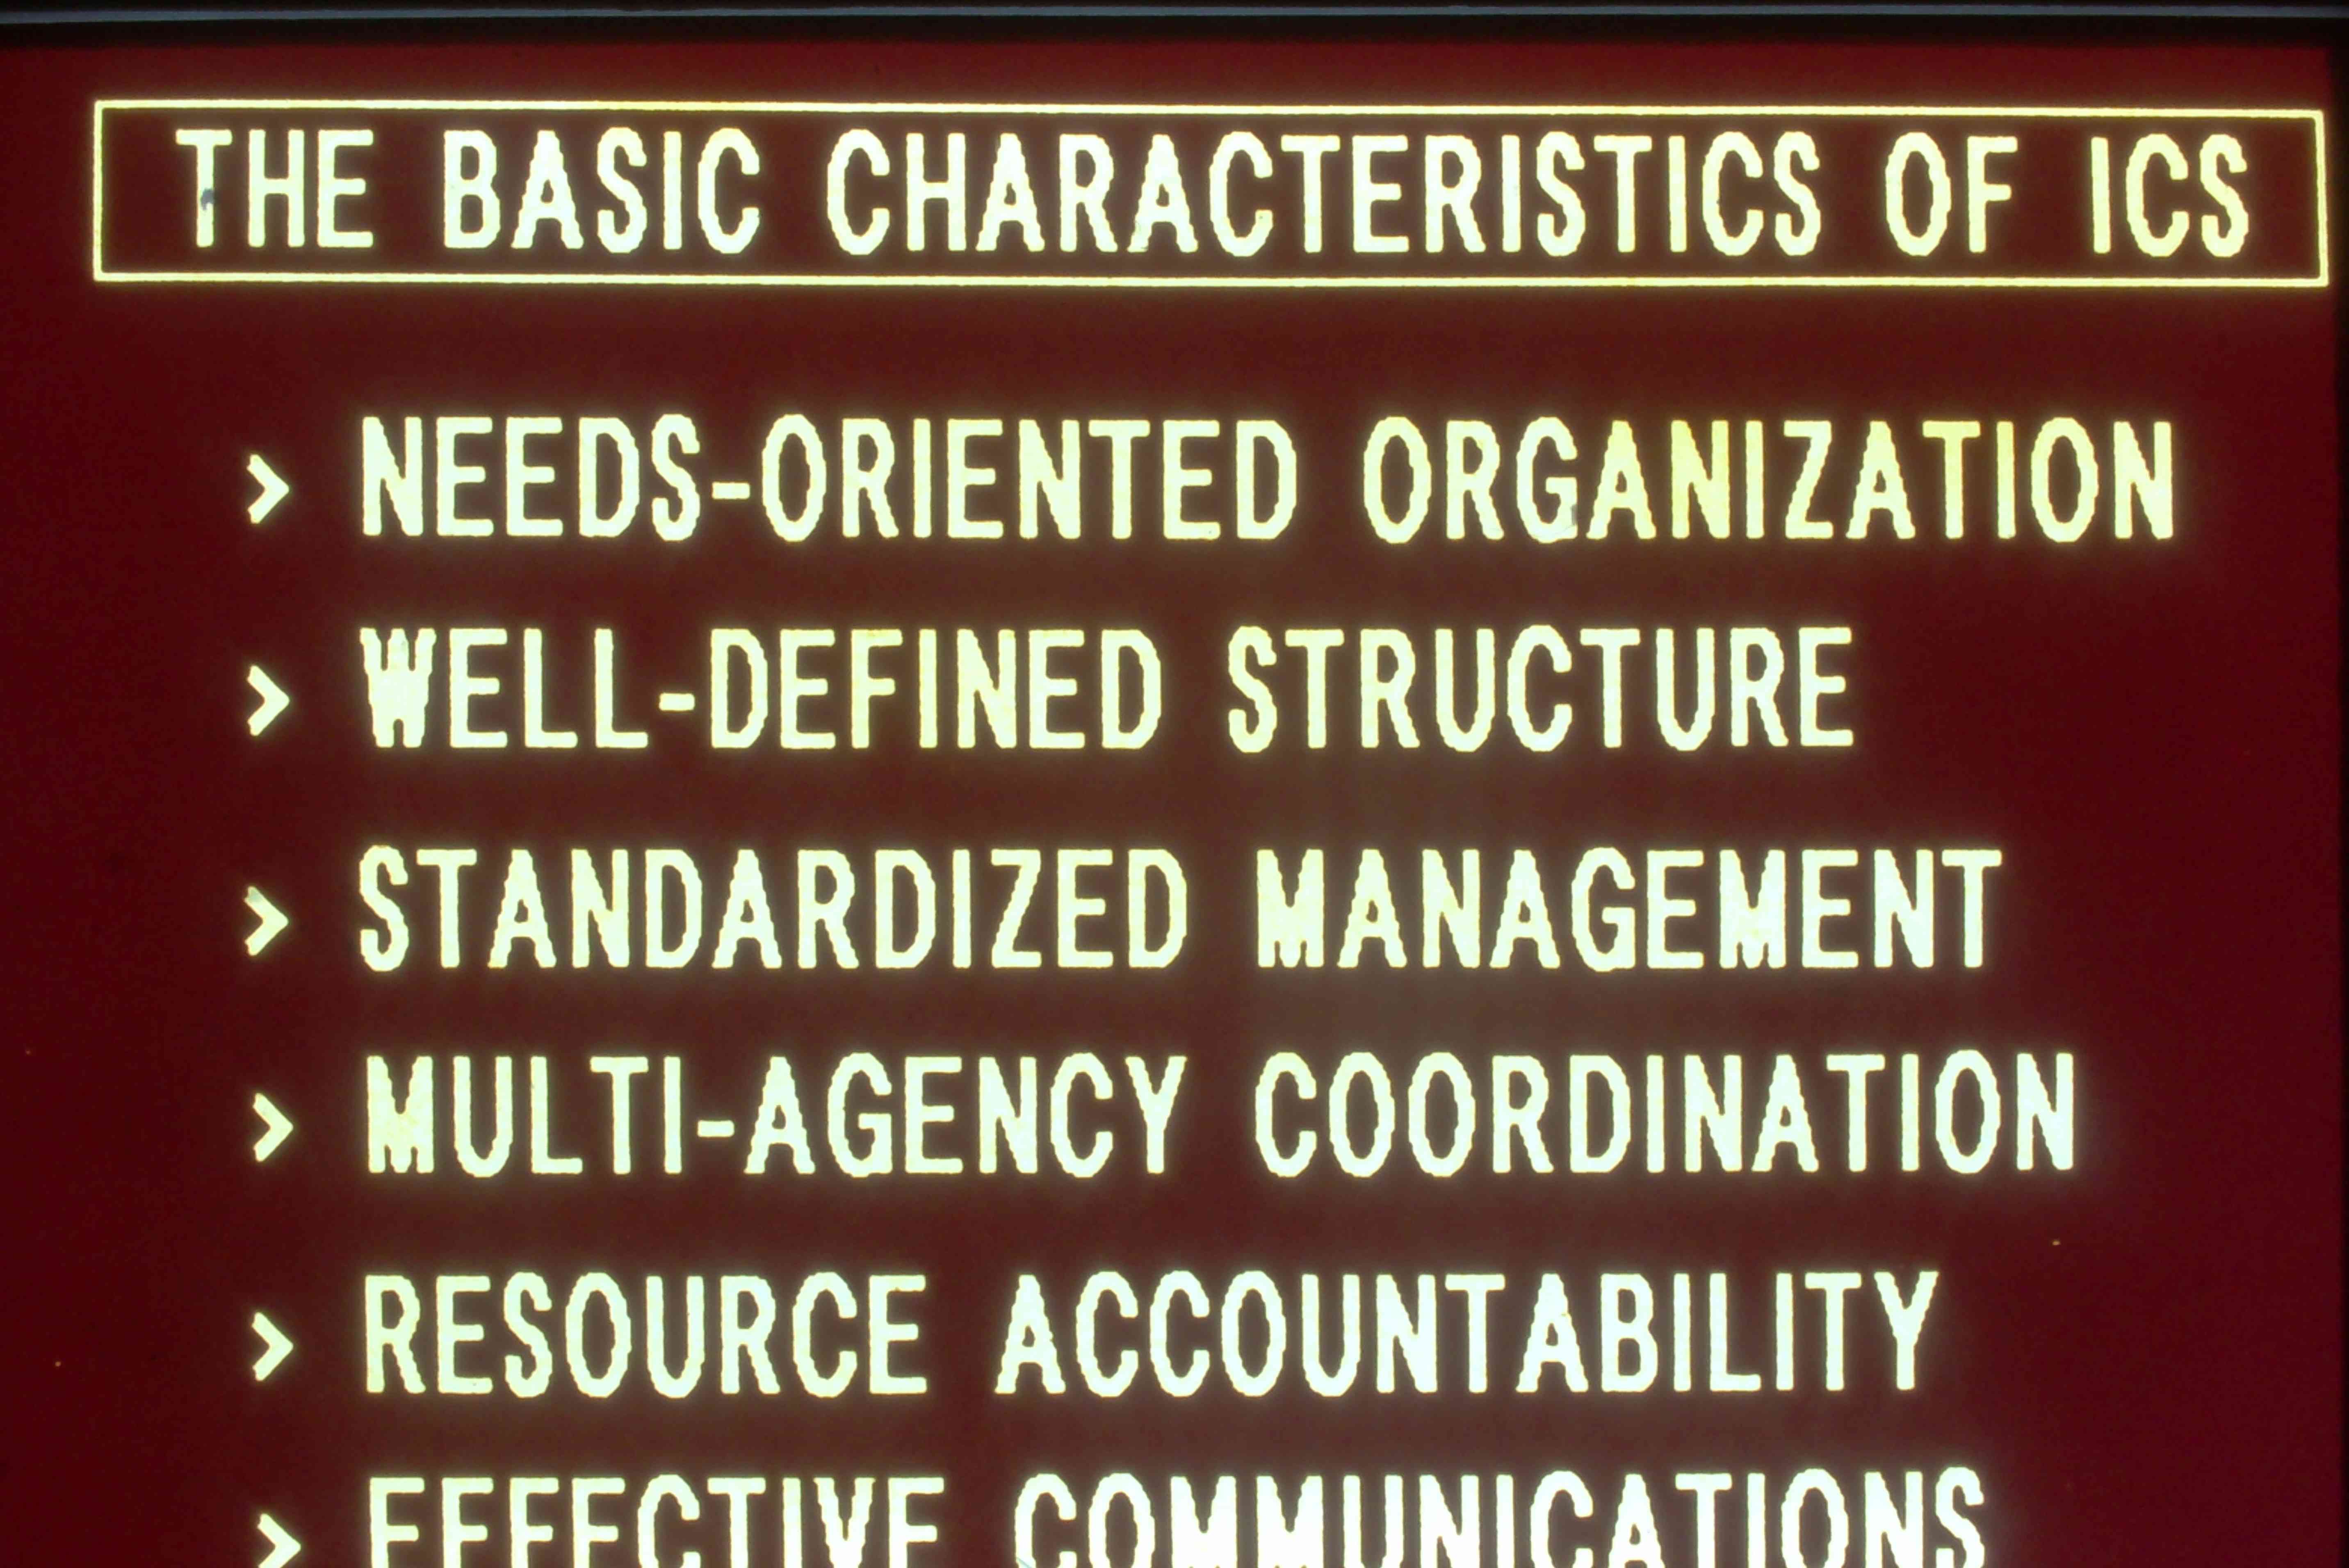 THE BASIC CHARACTERISTICS OF ICS
> NEEDS-ORIENTED ORGANIZATION
> WELL-DEFINED STRUCTURE
> STANDARDIZED MANAGEMENT
> MULTI-AGENCY COORDINATION
> RESOURCE ACCOUNTABILITY
> EFFECTIVE COMMUNICATIONS